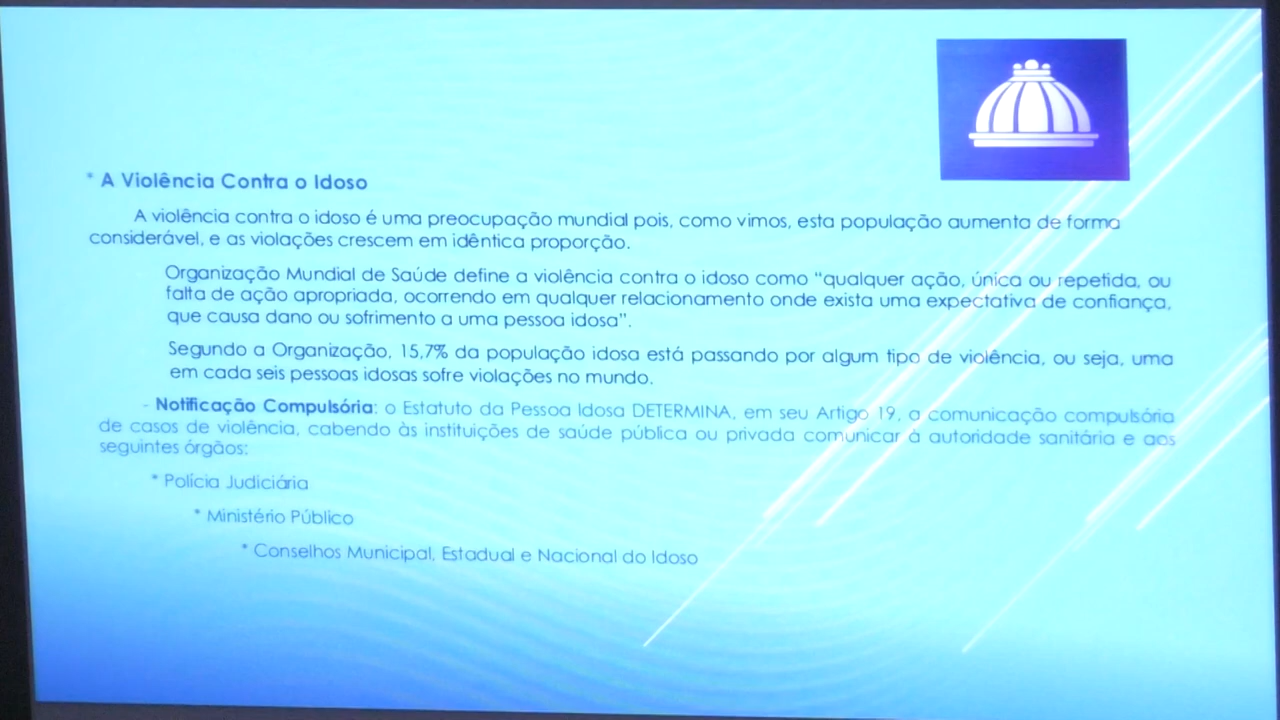 * A Violência Contra o Idoso
A violência contra o idoso é uma preocupação mundial pois, como vimos, esta população aumenta de forma
considerável, e as violações crescem em idêntica proporção.
Organização Mundial de Saúde define a violência contra o idoso como “qualquer ação, única ou repetida, ou
falta de ação apropriada, ocorrendo em qualquer relacionamento onde exista uma expectativa de confiança,
que causa dano ou sofrimento a uma pessoa idosa”.
Segundo a Organização, 15,7% da população idosa está passando por algum tipo de violência, ou seja, uma
em cada seis pessoas idosas sofre violações no mundo.
- Notificação Compulsória: o Estatuto da Pessoa Idosa DETERMINA, em seu Artigo 19, a comunicação compulsória
de casos de violência, cabendo às instituições de saúde pública ou privada comunicar à autoridade sanitária e aos
seguintes órgãos:
* Polícia Judiciária
* Ministério Público
* Conselhos Municipal, Estadual e Nacional do Idoso